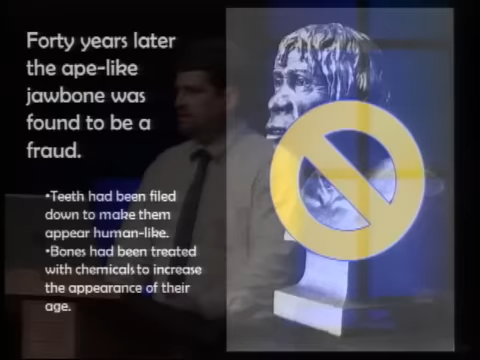 Forty years later
the ape-like
jawbone was
found to be a
fraud.
•Teeth had been filed
down to make them
appear human-like.
•Bones had been treated
with chemicals to increase
the appearance of their
age.